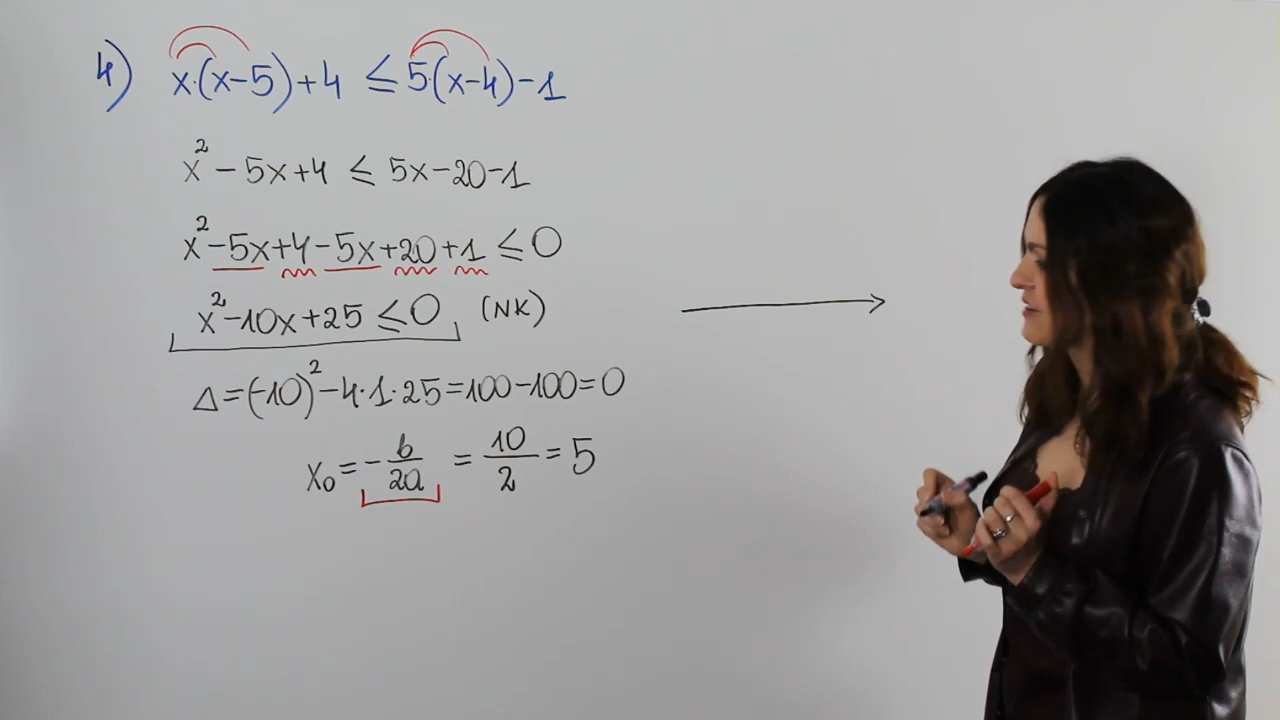 4) x·(x-5)+4 ≤ 5·(x-4)-1
x²-5x+4 ≤ 5x-20-1
x²-5x+4-5x+20+1 ≤ 0
x²-10x+25 ≤ 0 (NK)
Δ=(-10)²-4·1·25=100-100=0
x₀=-b/2a=10/2=5